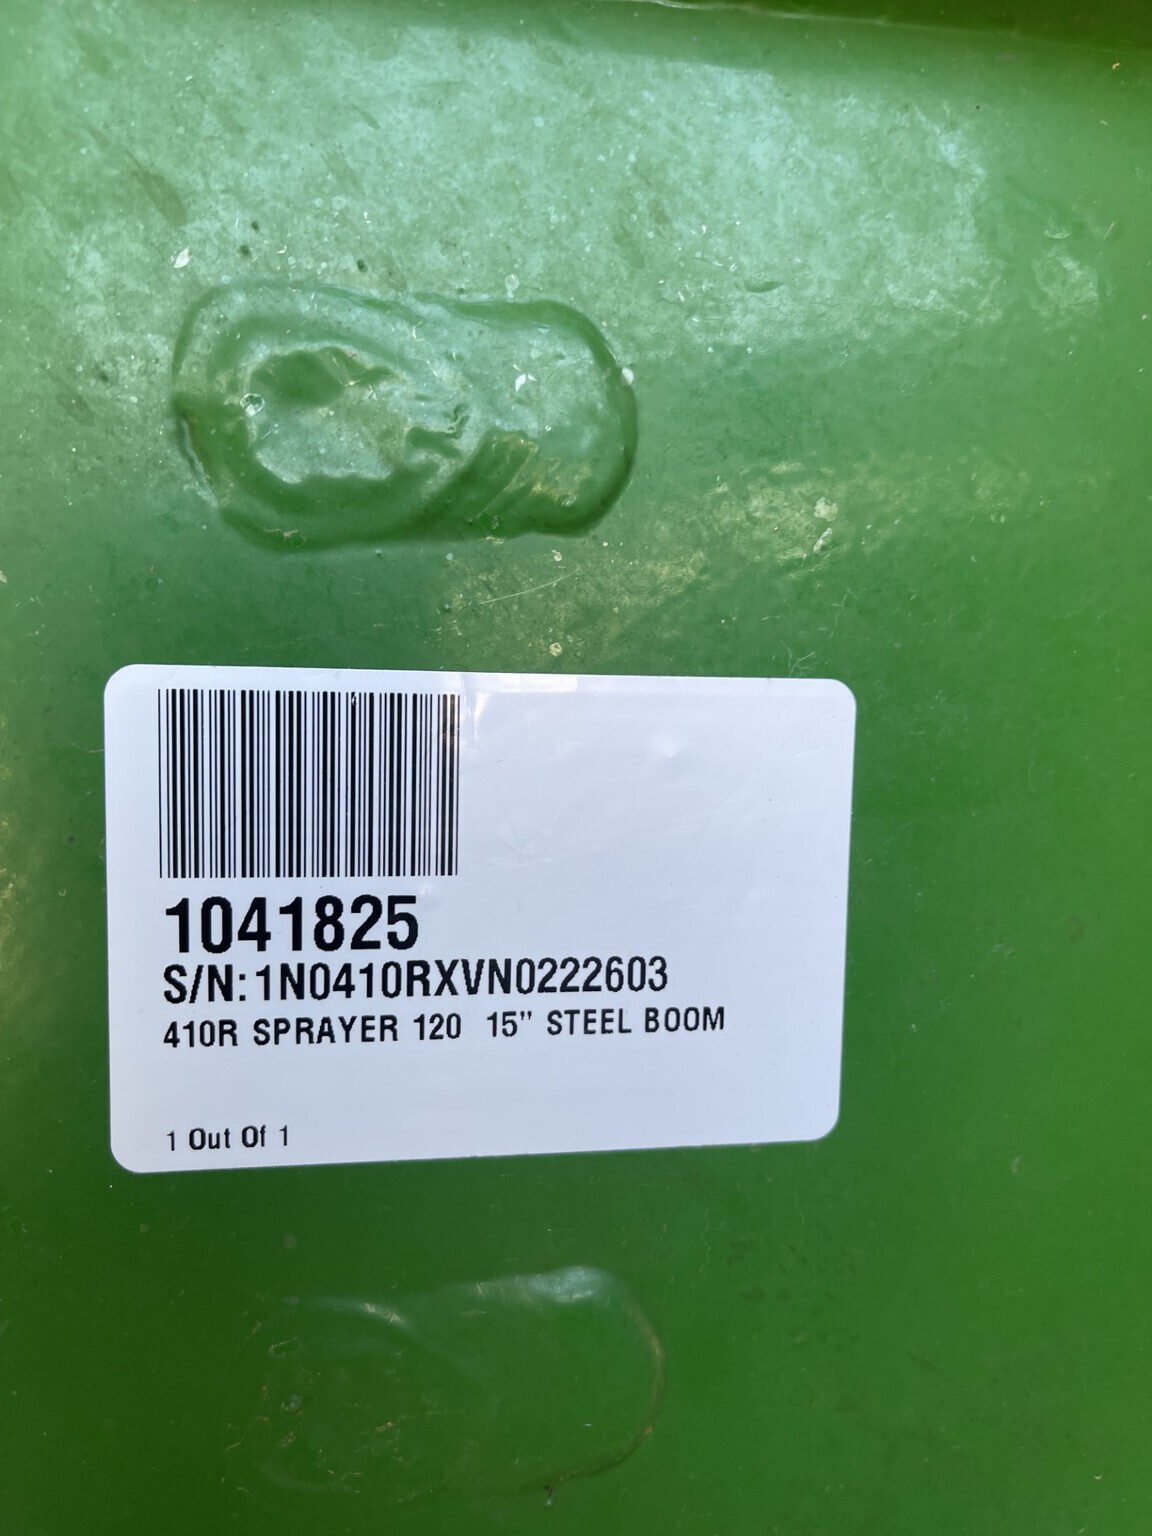 1041825
S/N: 1N0410RXVN0222603
410R SPRAYER 120 15" STEEL BOOM
1 Out Of 1